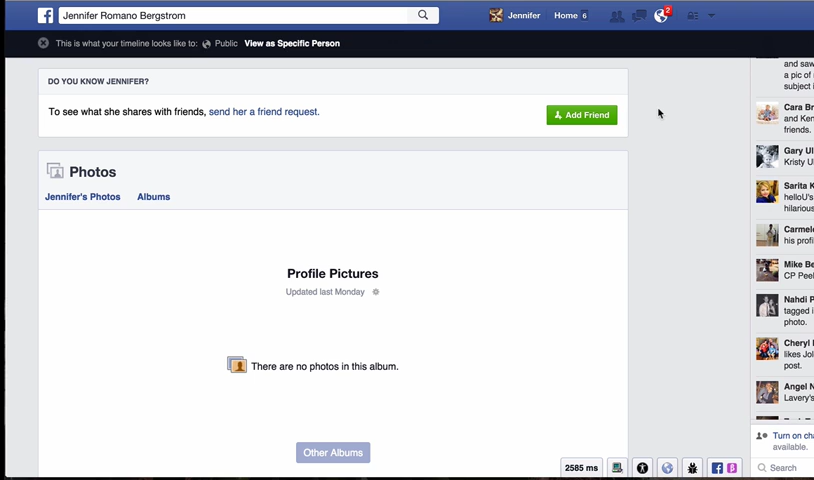 Jennifer Romano Bergstrom
Jennifer Home 6
2
This is what your timeline looks like to: Public View as Specific Person
DO YOU KNOW JENNIFER?
To see what she shares with friends, send her a friend request.
Add Friend
Photos
Jennifer's Photos Albums
Profile Pictures
Updated last Monday
There are no photos in this album.
Other Albums
2585 ms
and saw
a pic of
subject i
Cara Br
and Ken
friends.
Gary Ul
Kristy U
Sarita K
helloU's
hilarious
Carmel
his profi
Mike Be
CP Peel
Nahdi P
tagged i
photo.
Cheryl
likes Jol
post.
Angel N
Lavery's
Turn on cha
available.
Search